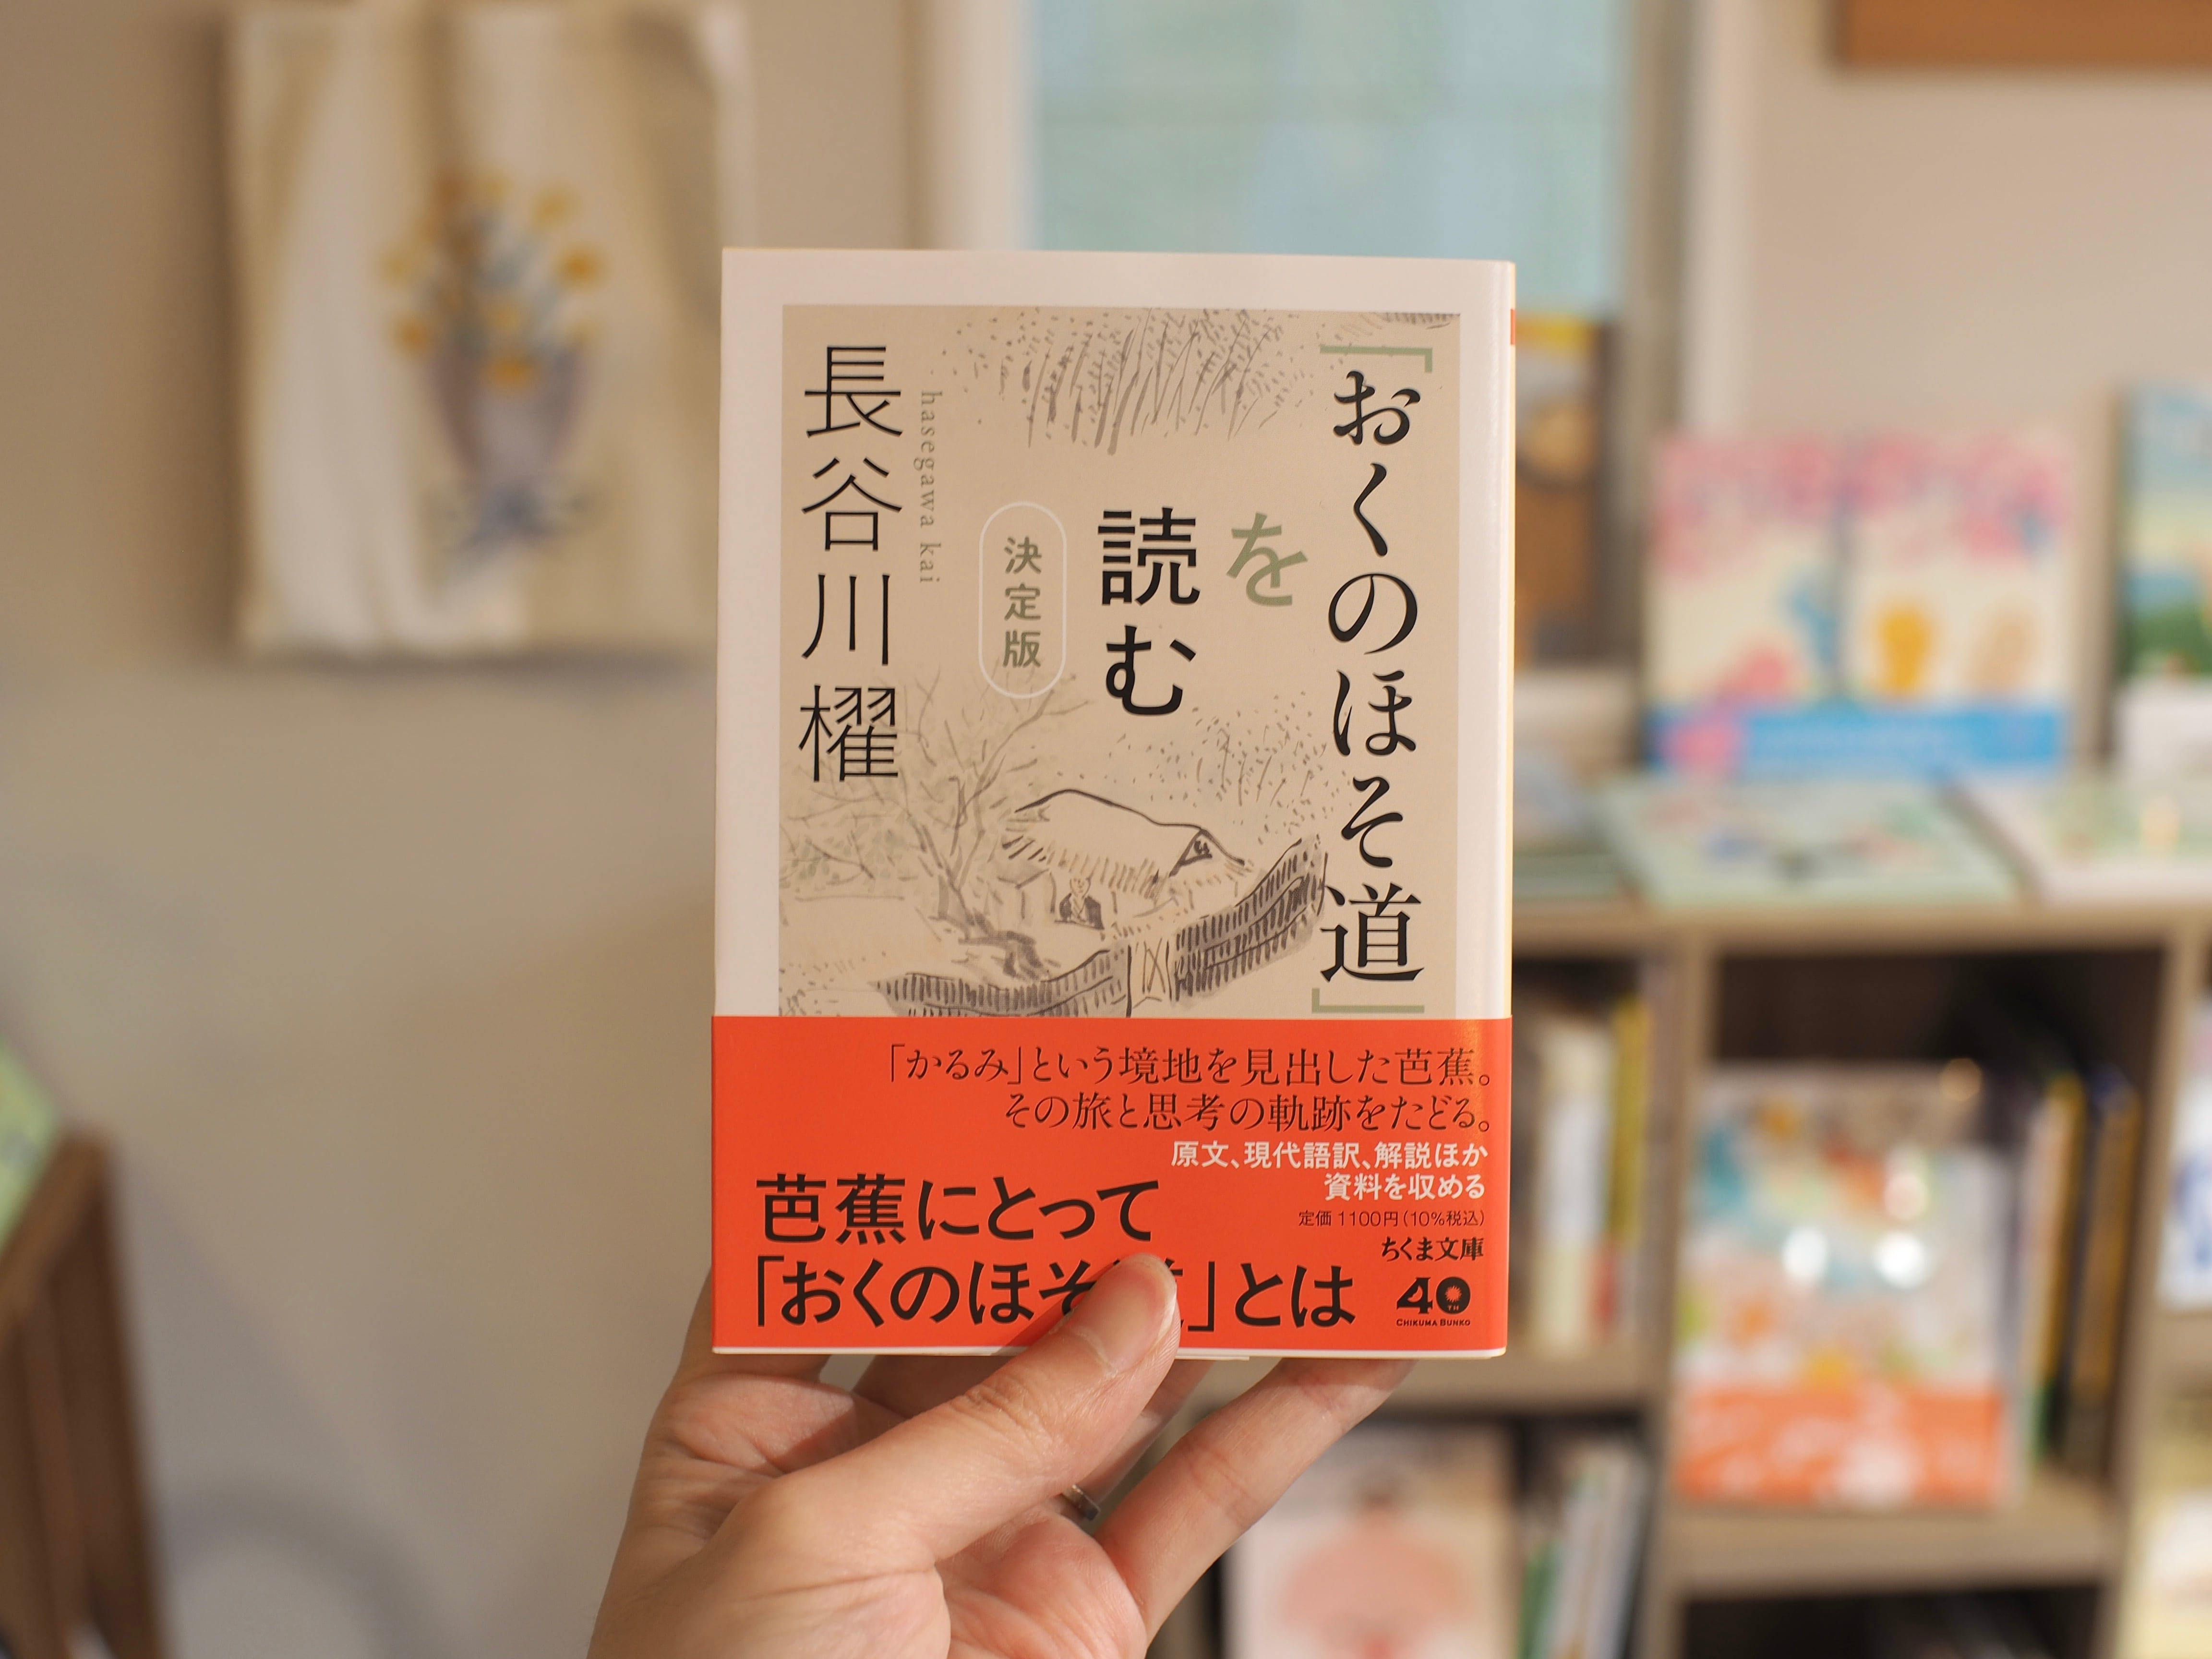 「おくのほそ道」
を
読む
決定版
hasegawa kai
長谷川櫂
「かるみ」という境地を見出した芭蕉。
その旅と思考の軌跡をたどる。
原文、現代語訳、解説ほか
資料を収める
定価1100円(10%税込)
ちくま文庫
40TH
CHIKUMA BUNKO
芭蕉にとって
「おくのほそ」とは